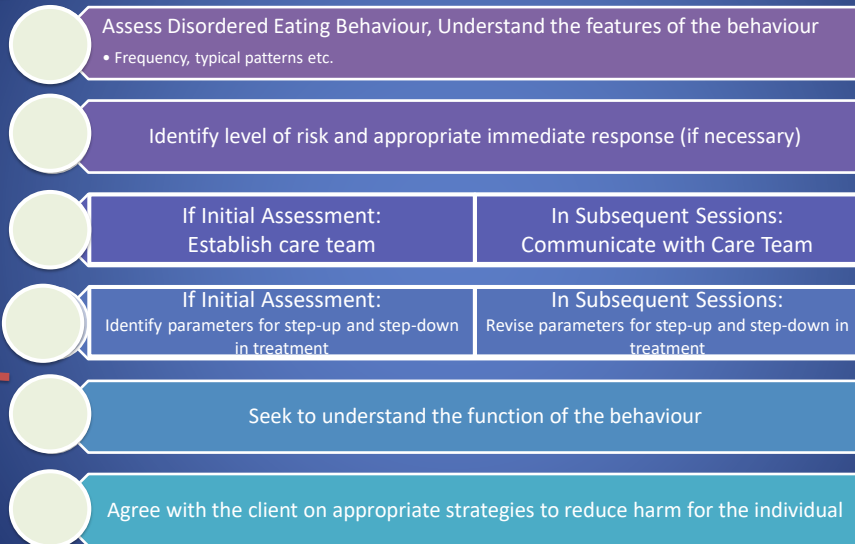 Assess Disordered Eating Behaviour, Understand the features of the behaviour
• Frequency, typical patterns etc.
Identify level of risk and appropriate immediate response (if necessary)
If Initial Assessment:
Establish care team
In Subsequent Sessions:
Communicate with Care Team
If Initial Assessment:
Identify parameters for step-up and step-down
in treatment
In Subsequent Sessions:
Revise parameters for step-up and step-down in
treatment
Seek to understand the function of the behaviour
Agree with the client on appropriate strategies to reduce harm for the individual